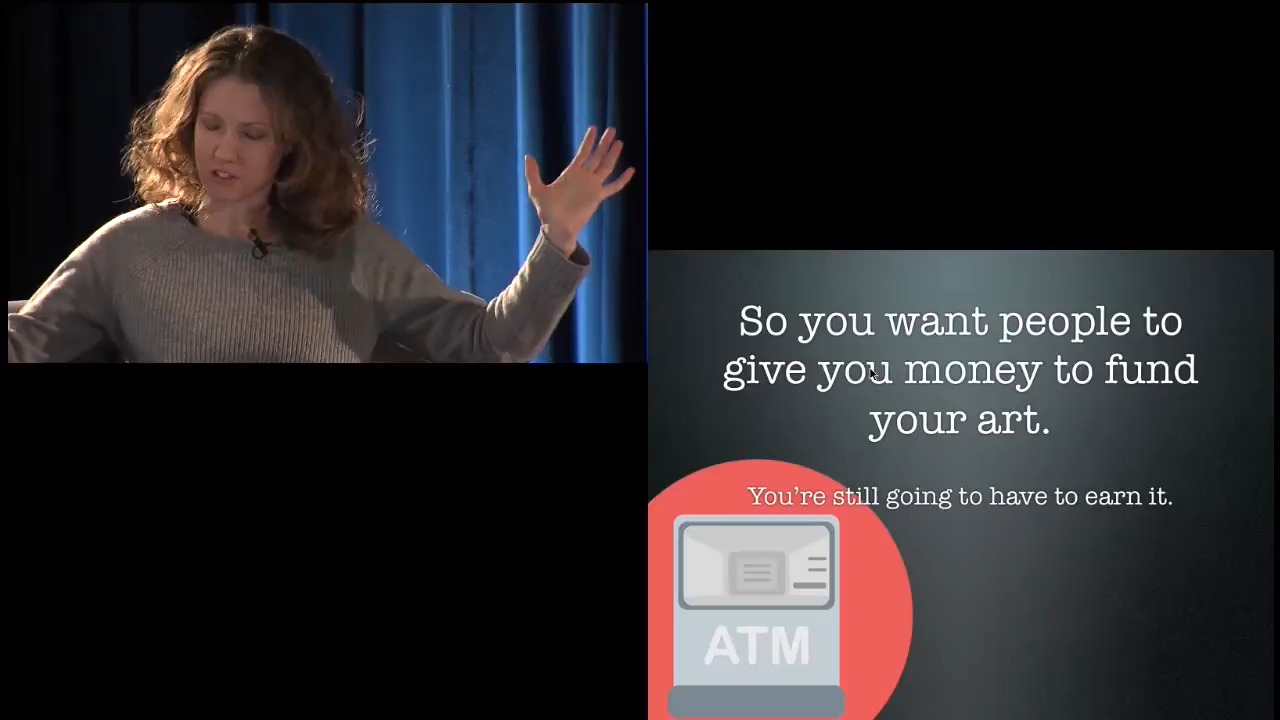 So you want people to
give you money to fund
your art.
You're still going to have to earn it.
ATM